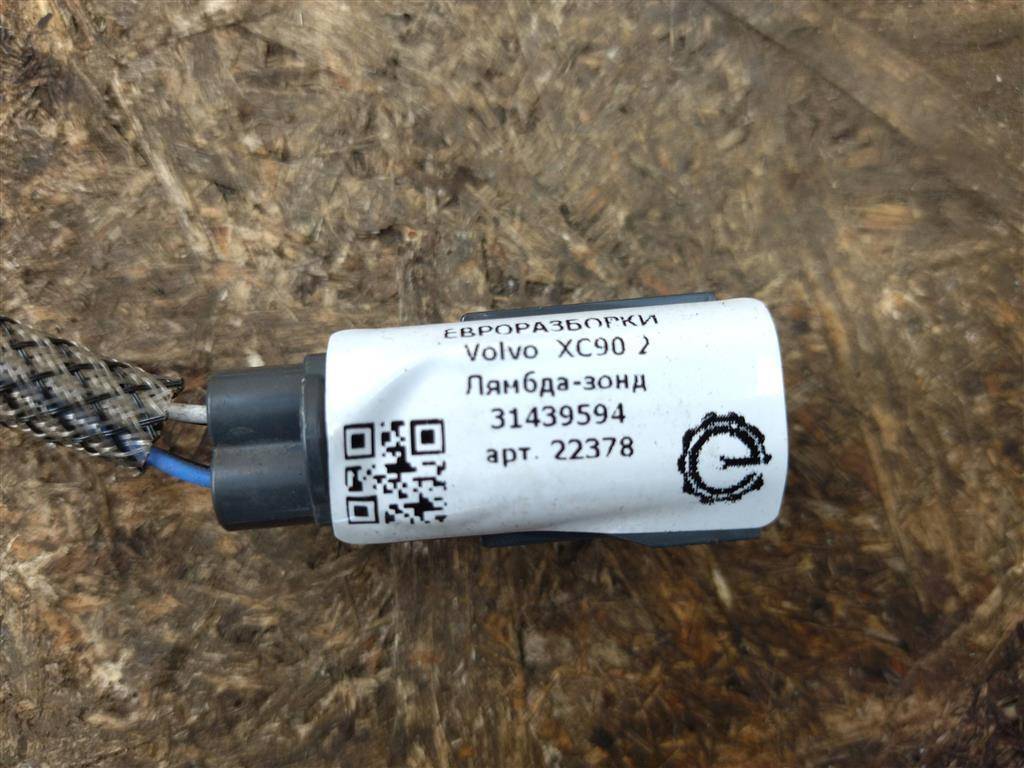 ЕВРОРАЗБОРКИ
Volvo XC90 2
Лямбда-зонд
31439594
арт. 22378